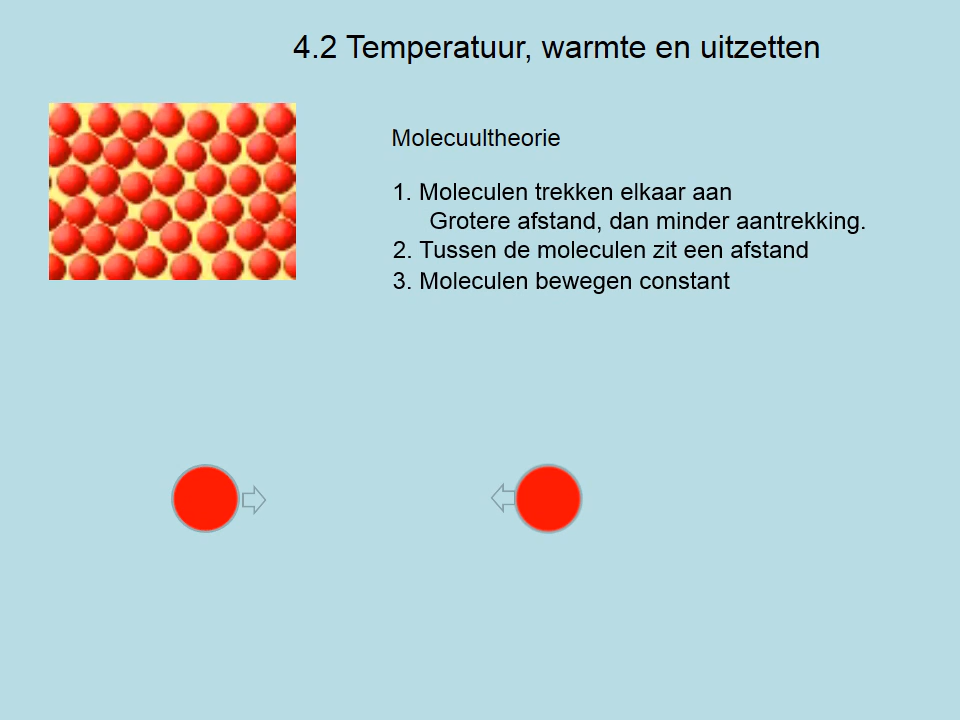 4.2 Temperatuur, warmte en uitzetten
Molecuultheorie
1. Moleculen trekken elkaar aan
Grotere afstand, dan minder aantrekking.
2. Tussen de moleculen zit een afstand
3. Moleculen bewegen constant